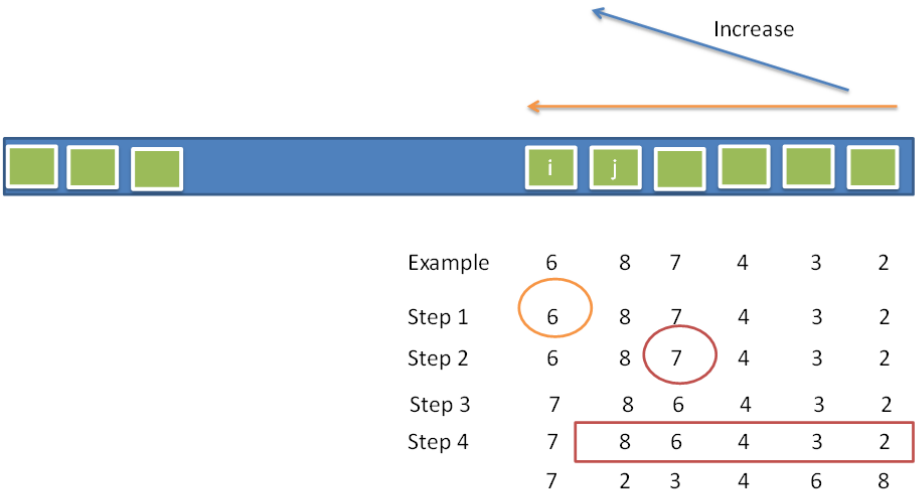 Increase
i j
Example 6 8 7 4 3 2
Step 1 6 8 7 4 3 2
Step 2 6 8 7 4 3 2
Step 3 7 8 6 4 3 2
Step 4 7 8 6 4 3 2
7 2 3 4 6 8